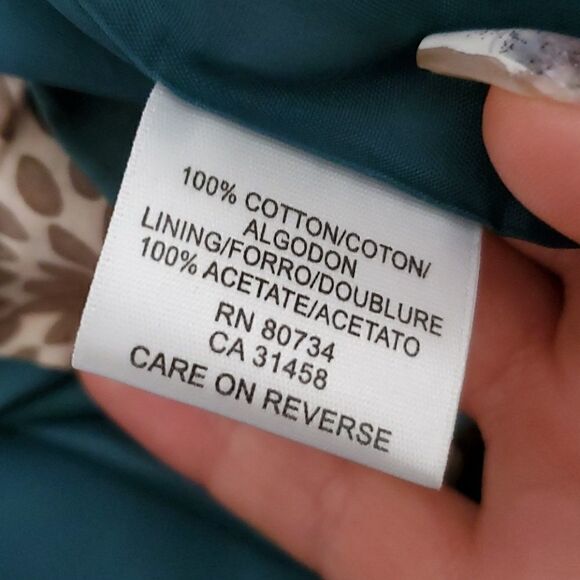 100% COTTON/COTON/
ALGODON
LINING/FORRO/DOUBLURE
100% ACETATE/ACETATO
RN 80734
CA 31458
CARE ON REVERSE